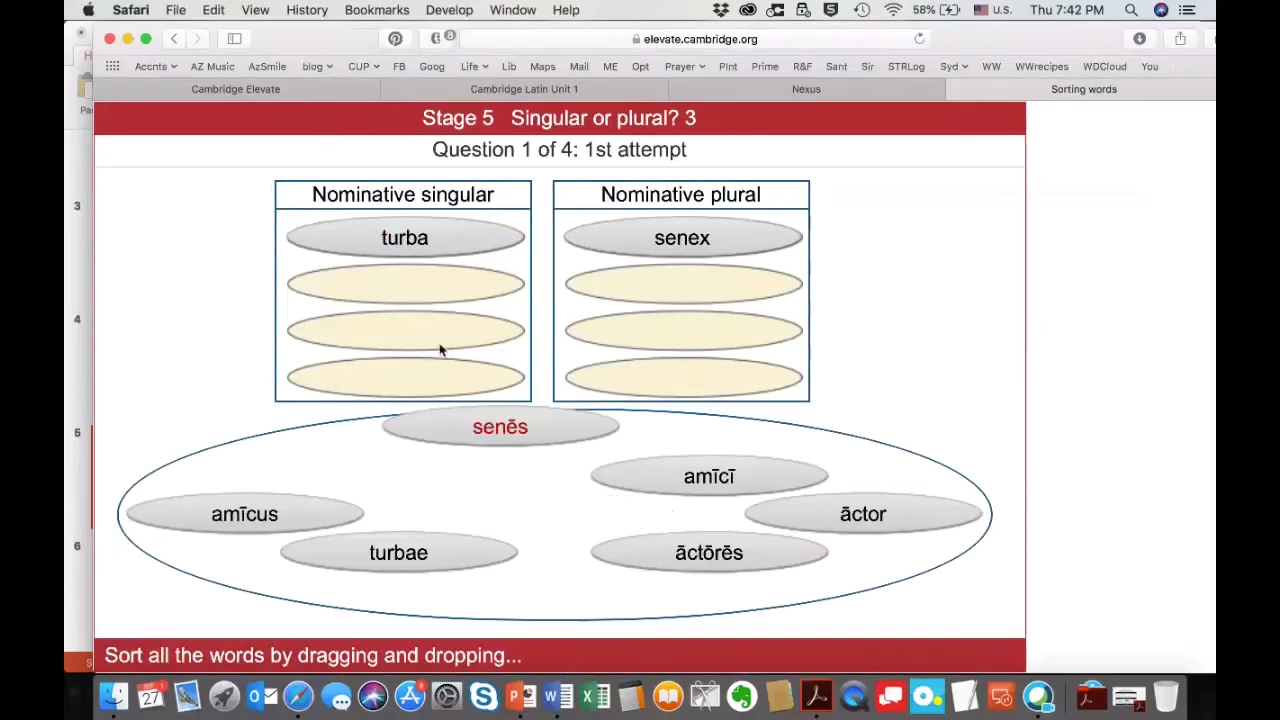 Safari File Edit View History Bookmarks Develop Window Help 58% U.S. Thu 7:42 PM
8 elevate.cambridge.org
Accnts AZ Music AzSmile blog CUP FB Goog Life Lib Maps Mail ME Opt Prayer PInt Prime R&F Sant Sir STRLog Syd WW WWrecipes WDCloud You
Cambridge Elevate Cambridge Latin Unit 1 Nexus Sorting words
Stage 5 Singular or plural? 3
Question 1 of 4: 1st attempt
Nominative singular Nominative plural
3
turba senex
4
senēs
5
amīcī
amīcus āctor
6
turbae āctōrēs
Sort all the words by dragging and dropping...
27